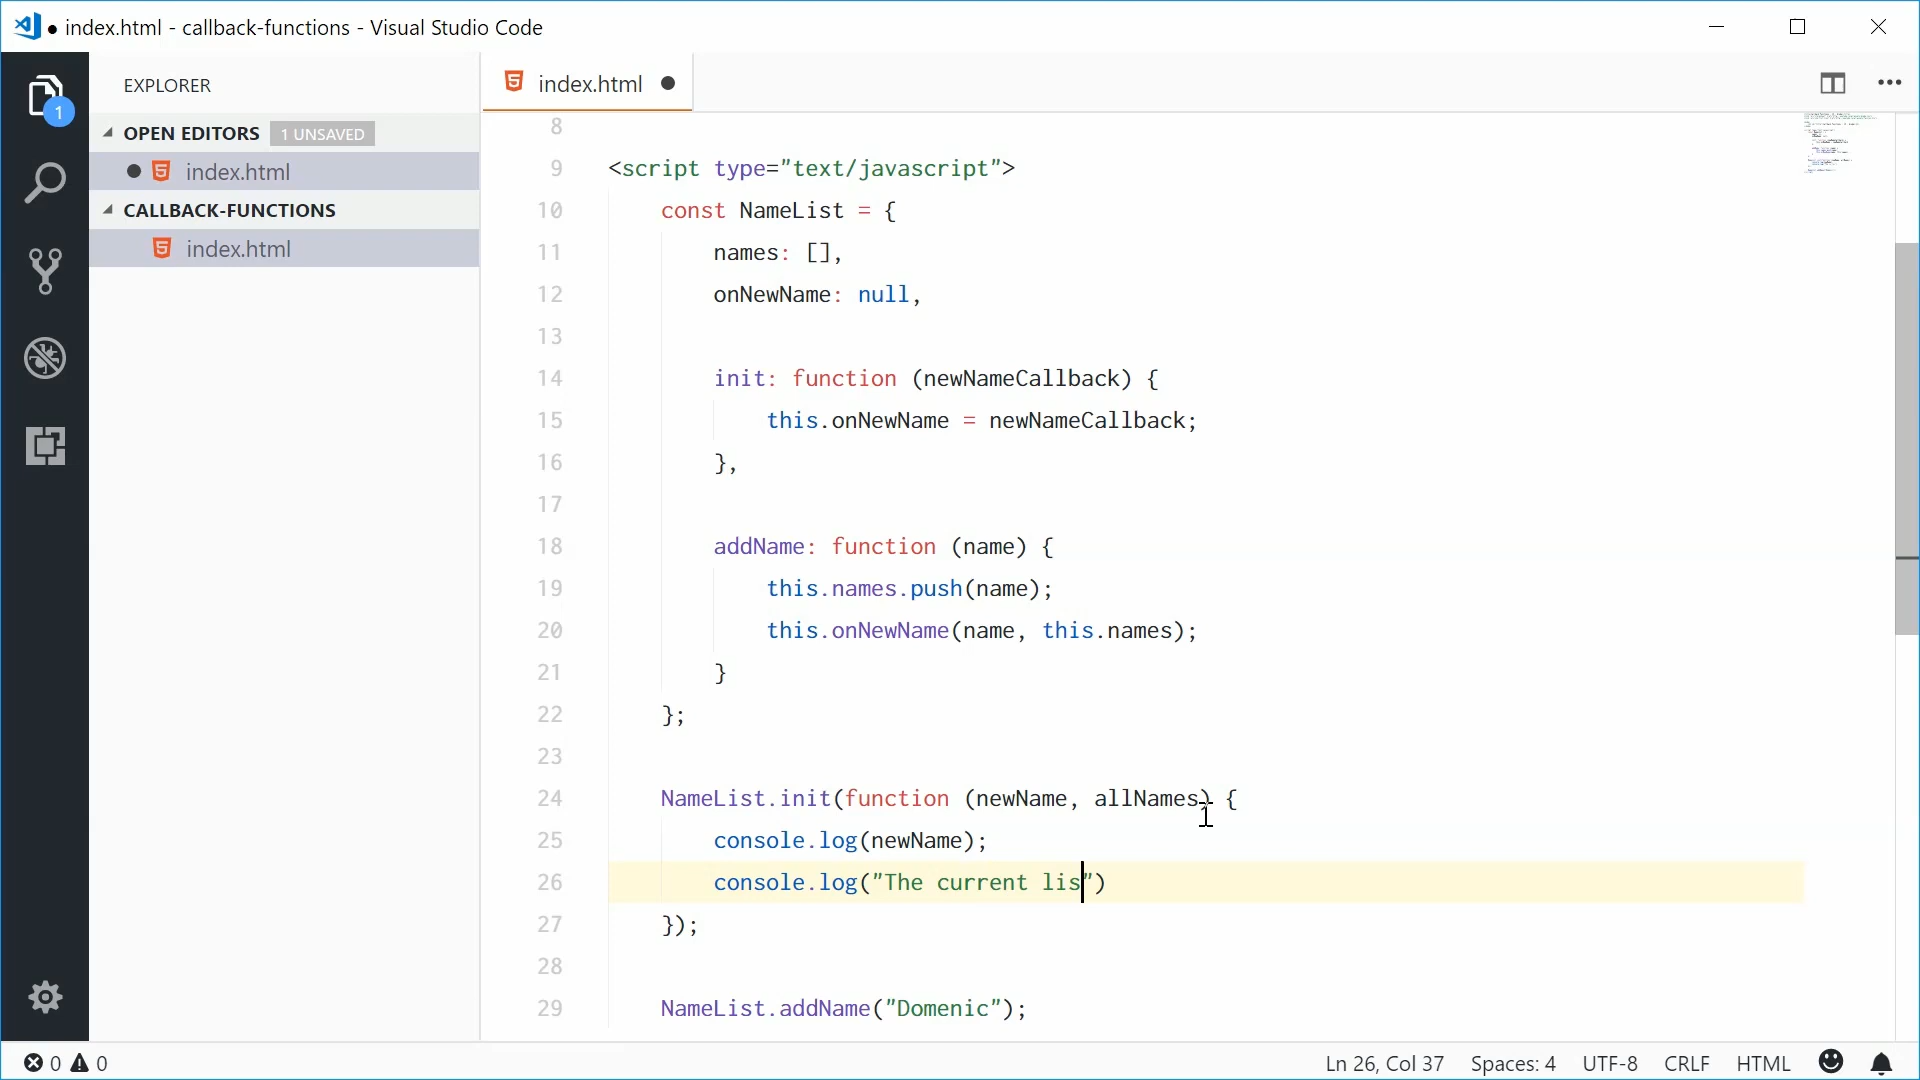 index.html - callback-functions - Visual Studio Code
EXPLORER
OPEN EDITORS 1 UNSAVED
index.html
CALLBACK-FUNCTIONS
index.html
1
index.html
8
9 <script type="text/javascript">
10 const NameList = {
11 names: [],
12 onNewName: null,
13
14 init: function (newNameCallback) {
15 this.onNewName = newNameCallback;
16 },
17
18 addName: function (name) {
19 this.names.push(name);
20 this.onNewName(name, this.names);
21 }
22 };
23
24 NameList.init(function (newName, allNames) {
25 console.log(newName);
26 console.log("The current lis")
27 });
28
29 NameList.addName("Domenic");
0 0 Ln 26, Col 37 Spaces: 4 UTF-8 CRLF HTML